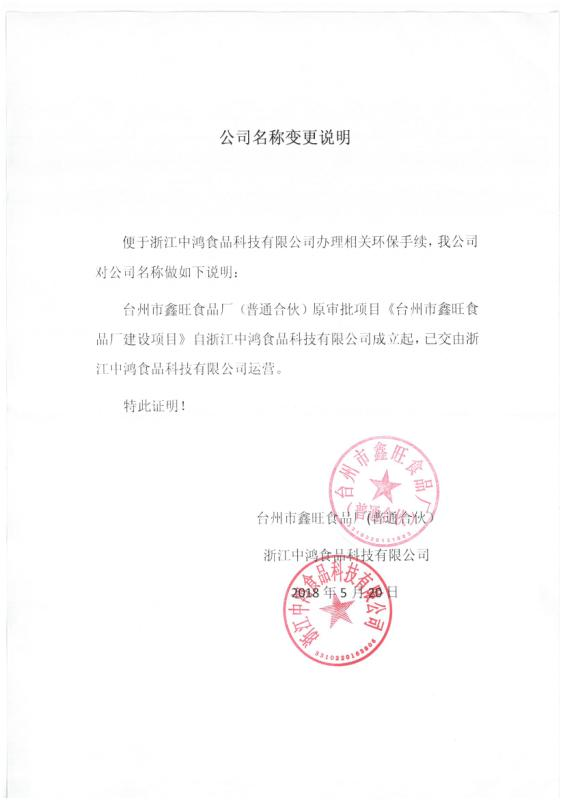 公司名称变更说明
便于浙江中鸿食品科技有限公司办理相关环保手续，我公司
对公司名称做如下说明：
台州市鑫旺食品厂（普通合伙）原审批项目《台州市鑫旺食
品厂建设项目》自浙江中鸿食品科技有限公司成立起，已交由浙
江中鸿食品科技有限公司运营。
特此证明！
台州市鑫旺食品厂
（普通合伙）
台州市鑫旺食品厂（普通合伙）
浙江中鸿食品科技有限公司
2018 年 5 月 20 日
浙江中鸿食品科技有限公司